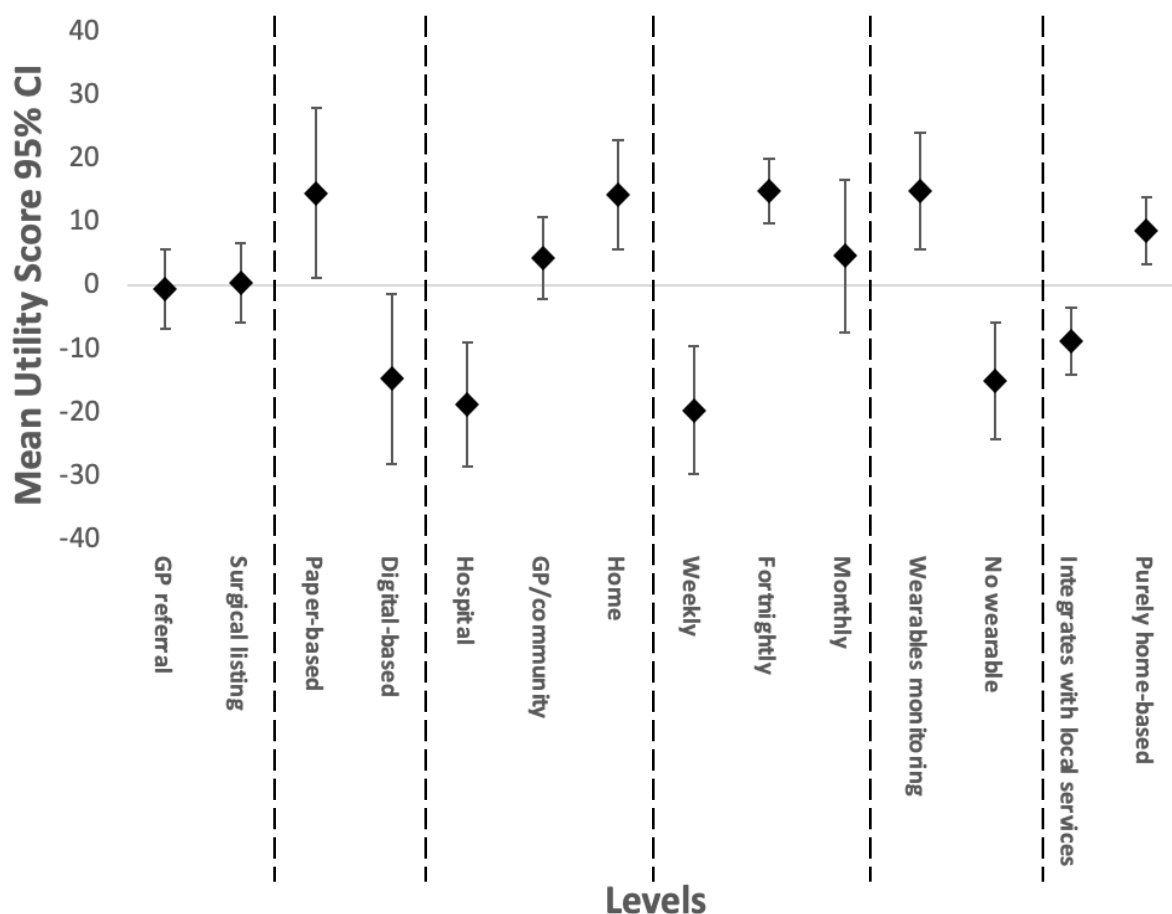 Mean Utility Score 95% CI
40
30
20
10
0
-10
-20
-30
-40
GP referral
Surgical listing
Paper-based
Digital-based
Hospital
GP/community
Home
Weekly
Fortnightly
Monthly
Wearables monitoring
No wearable
Integrates with local services
Purely home-based
Levels